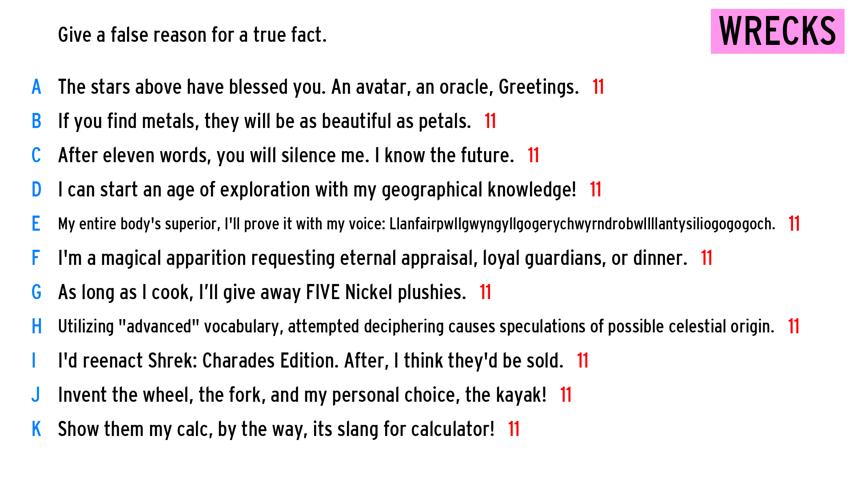 Give a false reason for a true fact.
WRECKS
A The stars above have blessed you. An avatar, an oracle, Greetings. 11
B If you find metals, they will be as beautiful as petals. 11
C After eleven words, you will silence me. I know the future. 11
D I can start an age of exploration with my geographical knowledge! 11
E My entire body's superior, I'll prove it with my voice: Llanfairpwllgwyngyllgogerychwyrndrobwllllantysiliogogogoch. 11
F I'm a magical apparition requesting eternal appraisal, loyal guardians, or dinner. 11
G As long as I cook, I’ll give away FIVE Nickel plushies. 11
H Utilizing "advanced" vocabulary, attempted deciphering causes speculations of possible celestial origin. 11
I I'd reenact Shrek: Charades Edition. After, I think they'd be sold. 11
J Invent the wheel, the fork, and my personal choice, the kayak! 11
K Show them my calc, by the way, its slang for calculator! 11